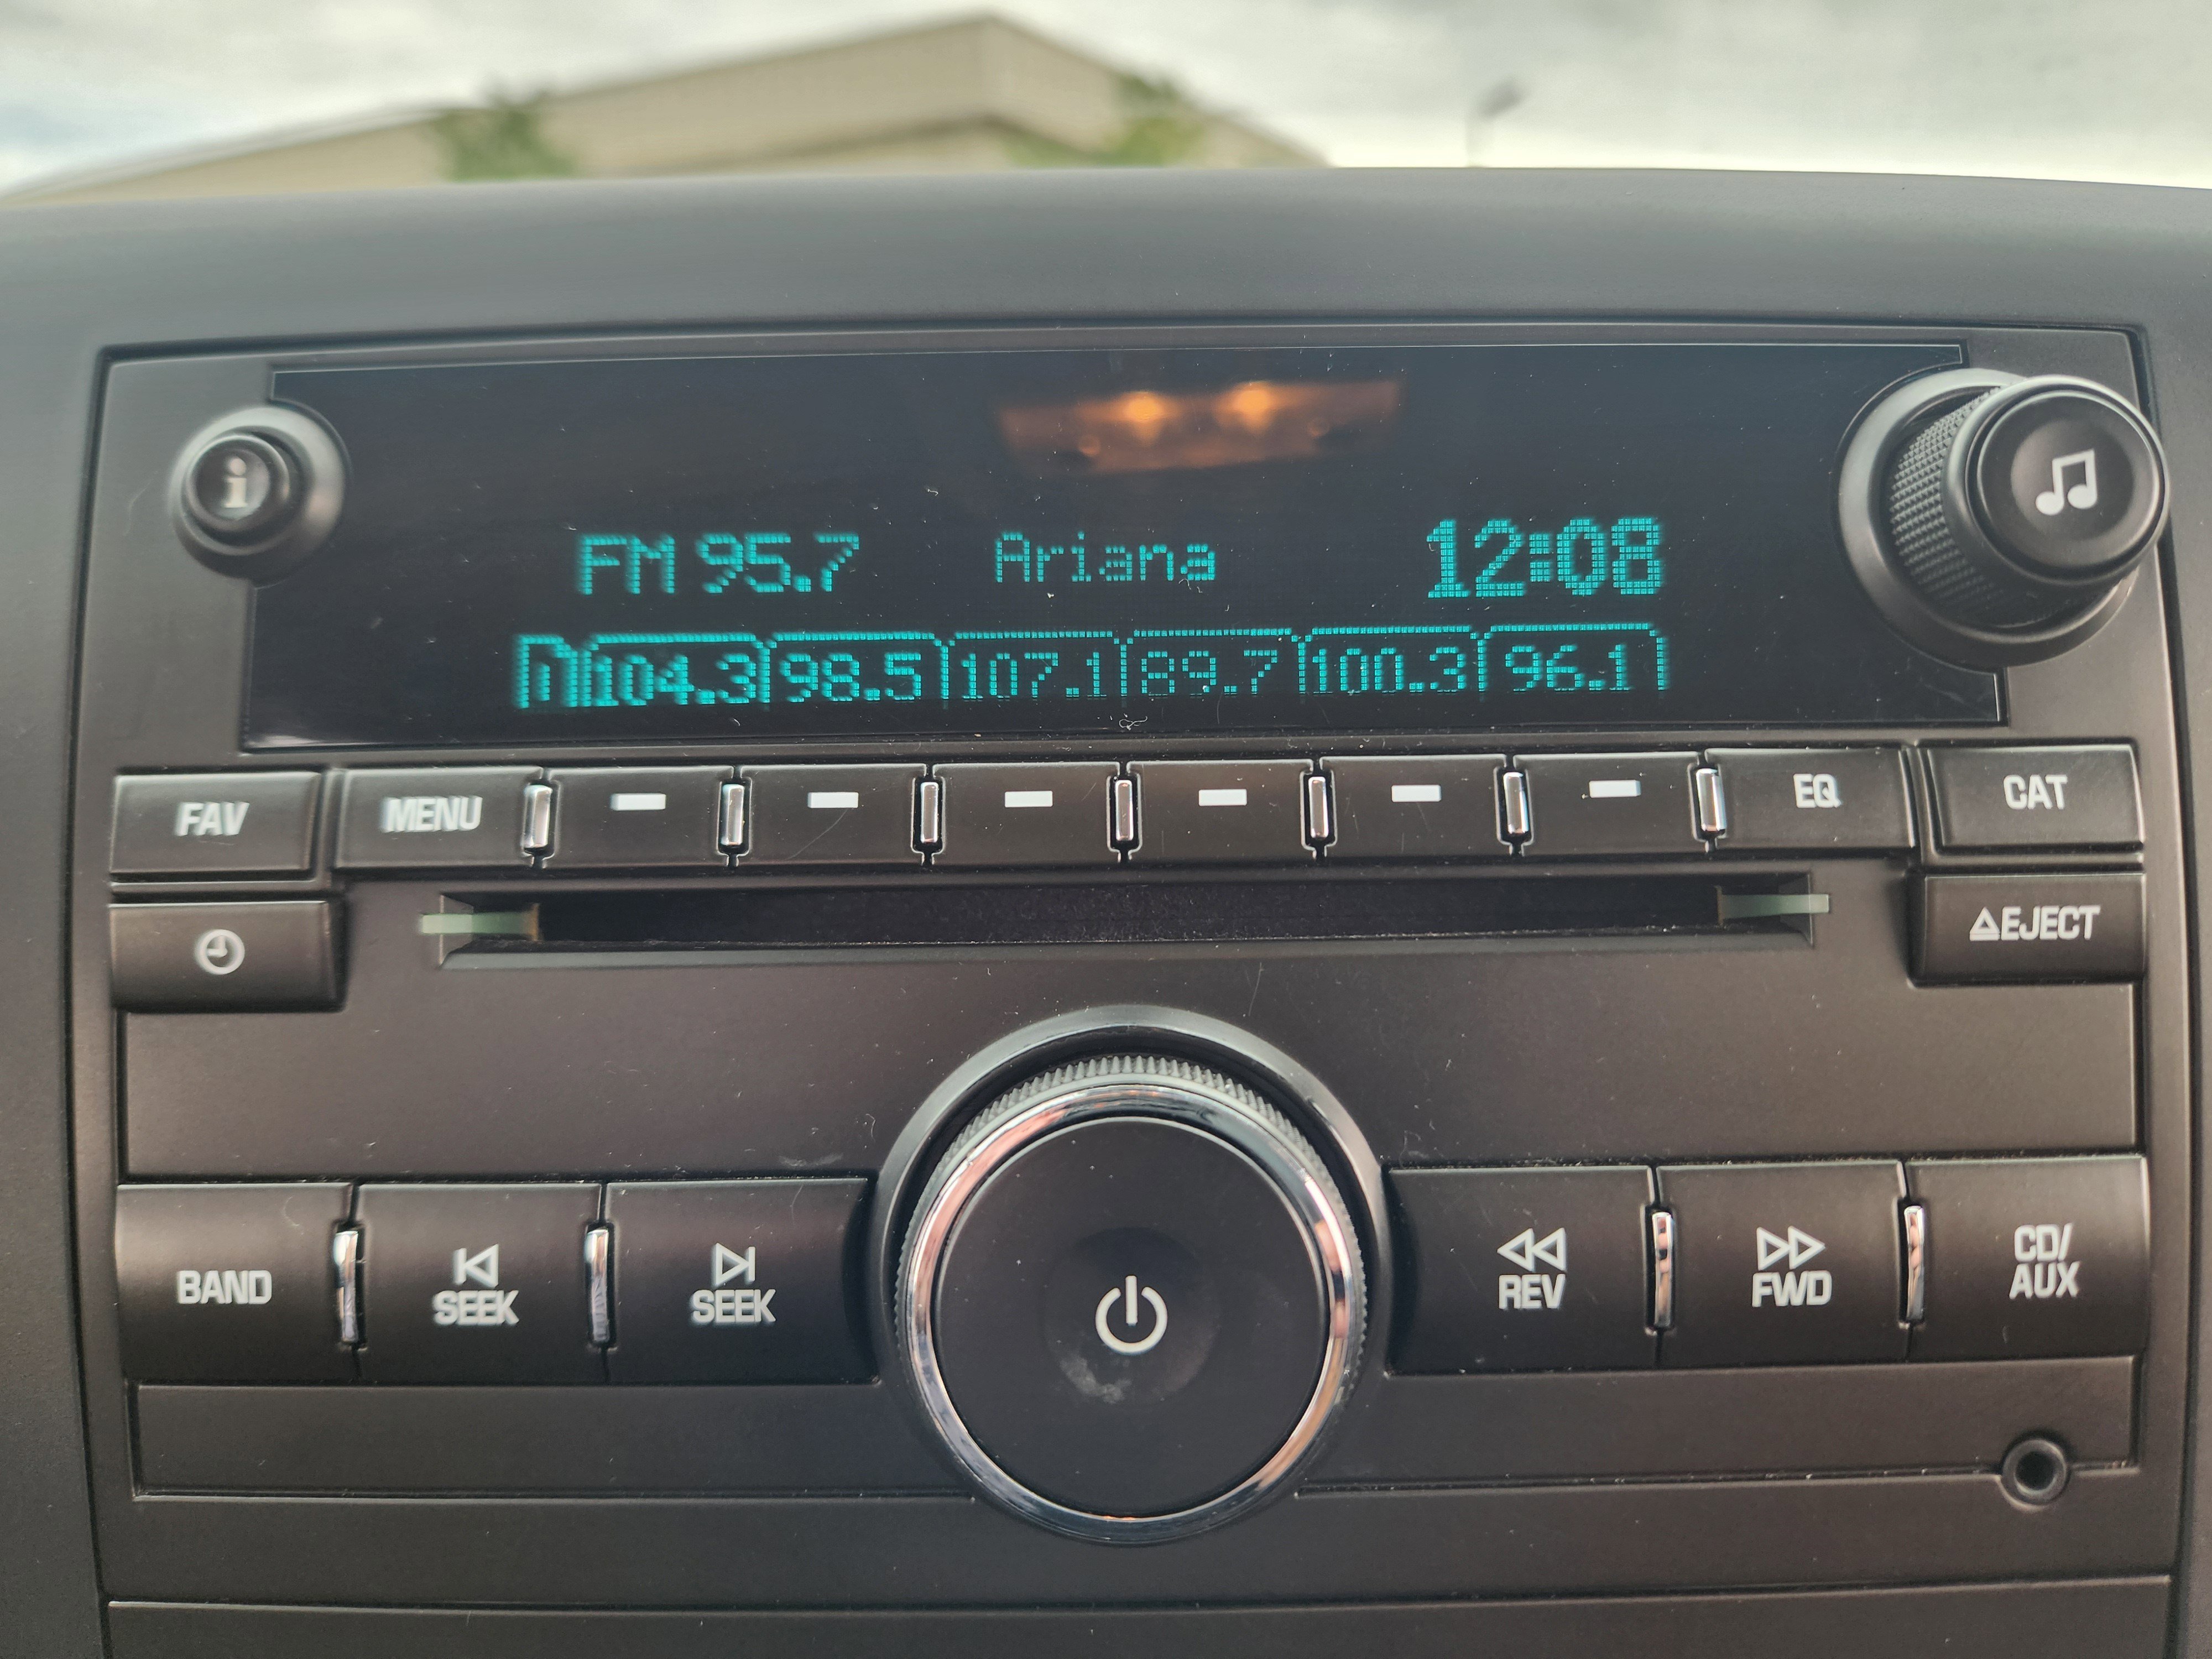 i
FM 95.7 Ariana 12:08
104.3 98.5 107.1 89.7 100.3 96.1
FAV MENU EQ CAT
EJECT
BAND SEEK SEEK REV FWD CD/
AUX